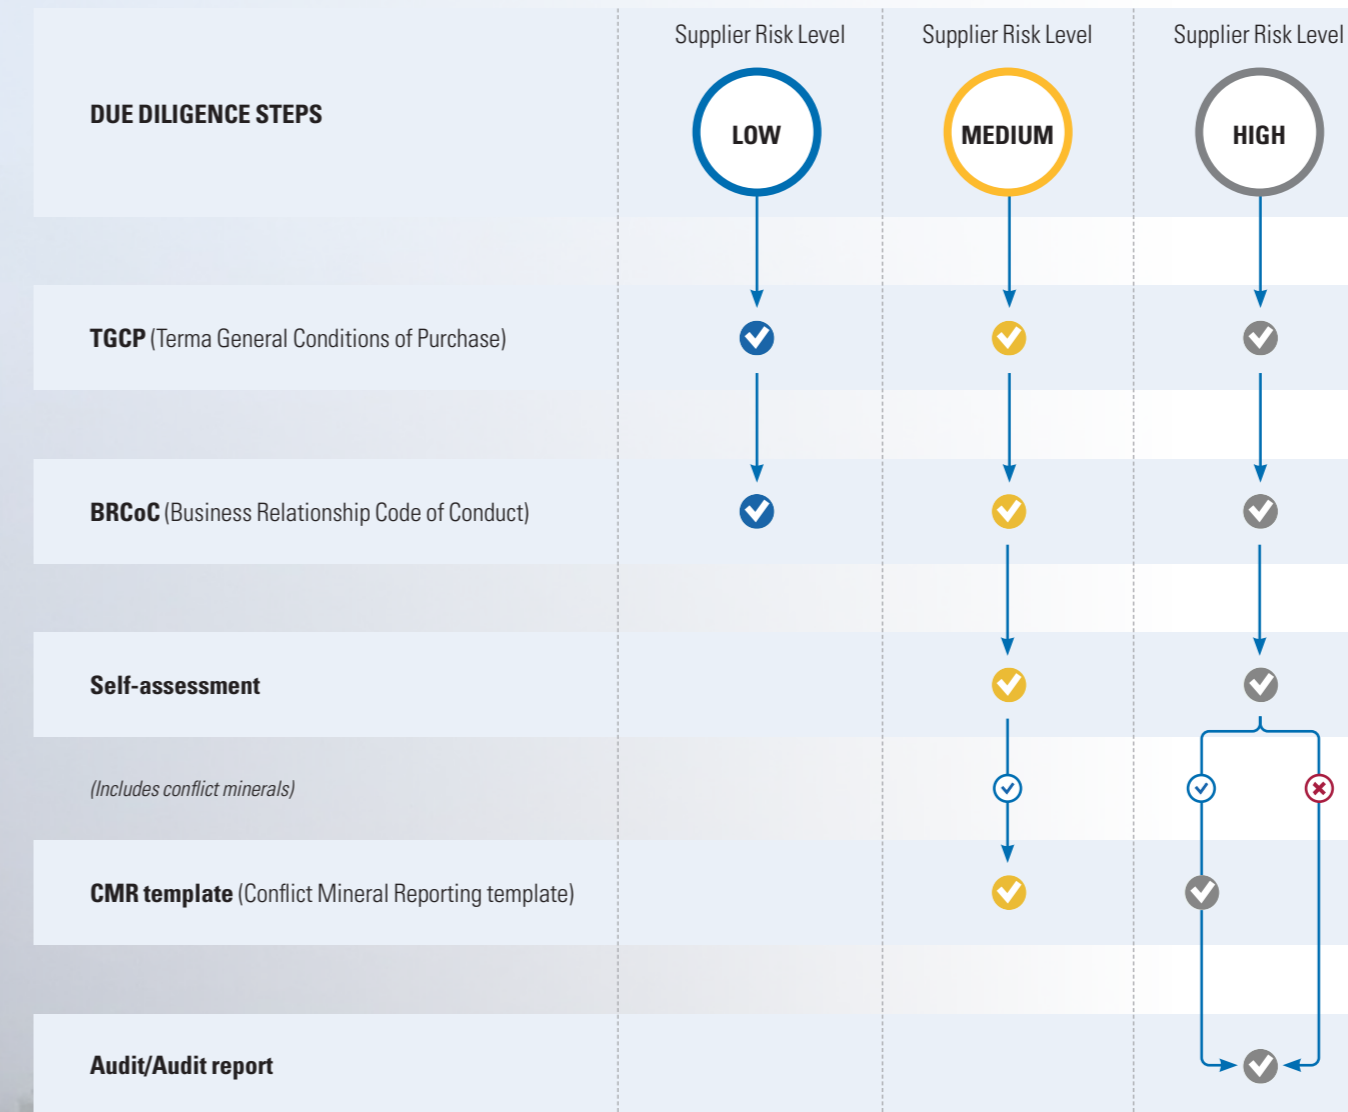 Supplier Risk Level
Supplier Risk Level
Supplier Risk Level
DUE DILIGENCE STEPS
LOW
MEDIUM
HIGH
TGCP (Terma General Conditions of Purchase)
BRCoC (Business Relationship Code of Conduct)
Self-assessment
(Includes conflict minerals)
CMR template (Conflict Mineral Reporting template)
Audit/Audit report